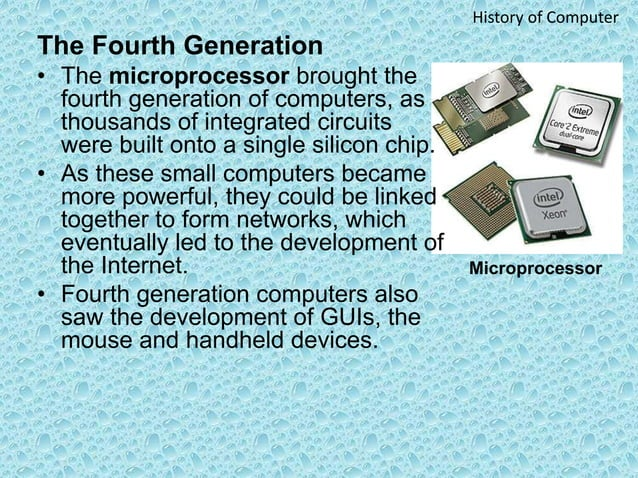 History of Computer
The Fourth Generation
• The microprocessor brought the
fourth generation of computers, as
thousands of integrated circuits
were built onto a single silicon chip.
• As these small computers became
more powerful, they could be linked
together to form networks, which
eventually led to the development of
the Internet.
• Fourth generation computers also
saw the development of GUIs, the
mouse and handheld devices.
intel
intel
Core™2 Extreme
dual-core
intel
Xeon®
Microprocessor